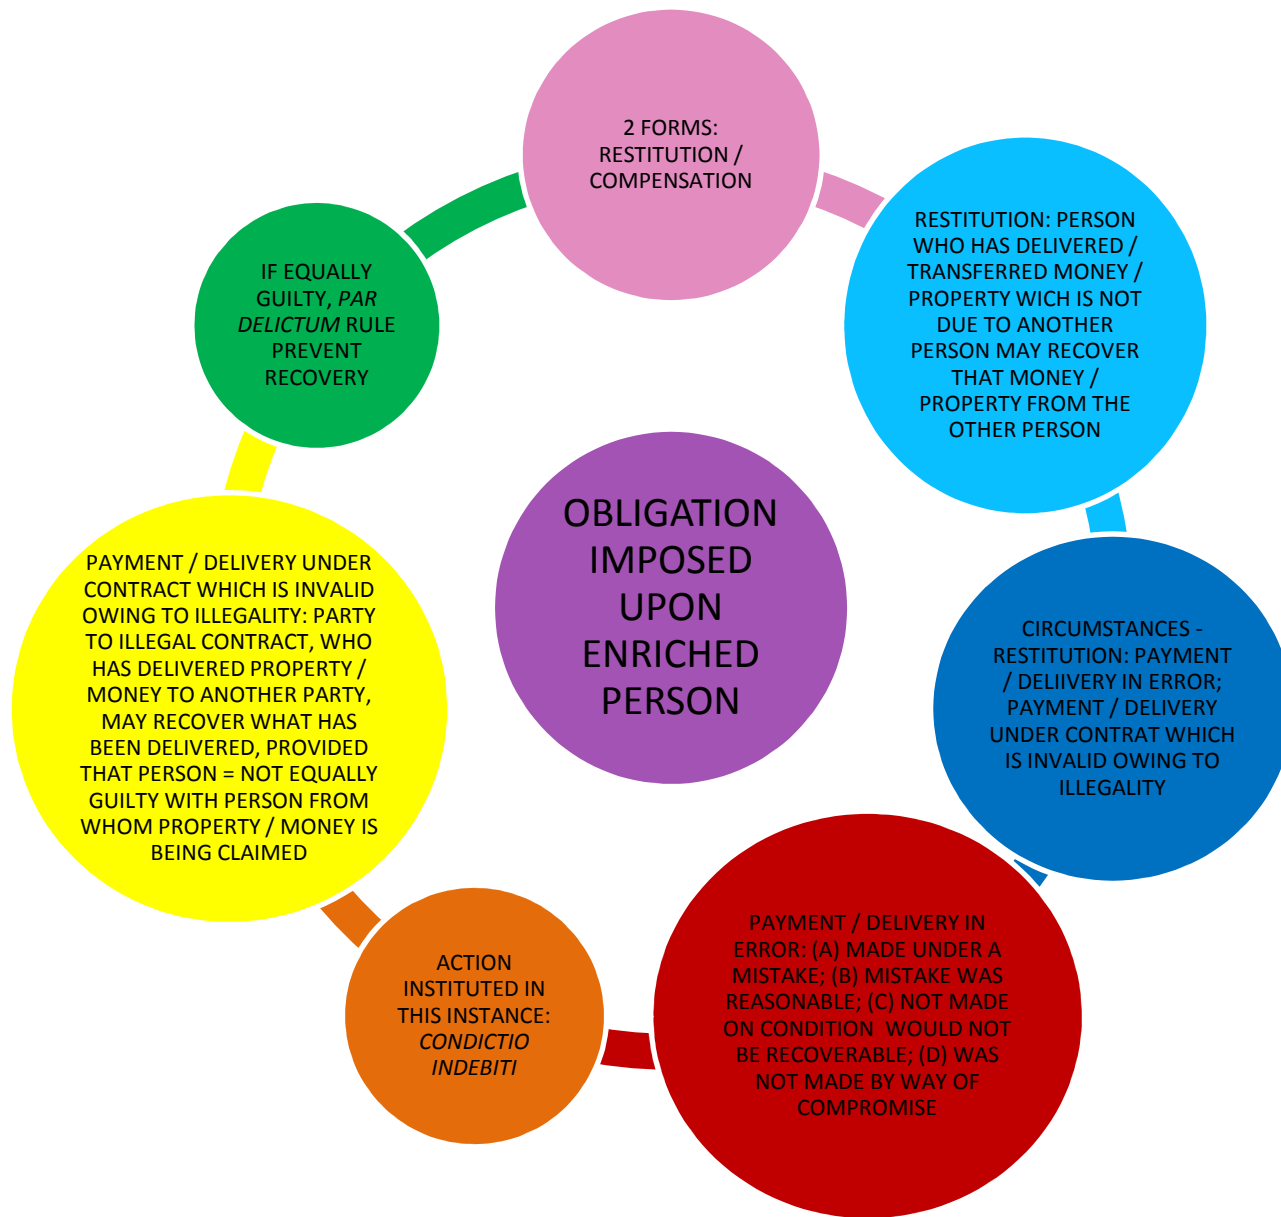 2 FORMS:
RESTITUTION /
COMPENSATION
RESTITUTION: PERSON
WHO HAS DELIVERED /
TRANSFERRED MONEY /
PROPERTY WICH IS NOT
DUE TO ANOTHER
PERSON MAY RECOVER
THAT MONEY /
PROPERTY FROM THE
OTHER PERSON
CIRCUMSTANCES -
RESTITUTION: PAYMENT
/ DELIIVERY IN ERROR;
PAYMENT / DELIVERY
UNDER CONTRAT WHICH
IS INVALID OWING TO
ILLEGALITY
PAYMENT / DELIVERY IN
ERROR: (A) MADE UNDER A
MISTAKE; (B) MISTAKE WAS
REASONABLE; (C) NOT MADE
ON CONDITION WOULD NOT
BE RECOVERABLE; (D) WAS
NOT MADE BY WAY OF
COMPROMISE
ACTION
INSTITUTED IN
THIS INSTANCE:
CONDICTIO
INDEBITI
PAYMENT / DELIVERY UNDER
CONTRACT WHICH IS INVALID
OWING TO ILLEGALITY: PARTY
TO ILLEGAL CONTRACT, WHO
HAS DELIVERED PROPERTY /
MONEY TO ANOTHER PARTY,
MAY RECOVER WHAT HAS
BEEN DELIVERED, PROVIDED
THAT PERSON = NOT EQUALLY
GUILTY WITH PERSON FROM
WHOM PROPERTY / MONEY IS
BEING CLAIMED
IF EQUALLY
GUILTY, PAR
DELICTUM RULE
PREVENT
RECOVERY
OBLIGATION
IMPOSED
UPON
ENRICHED
PERSON